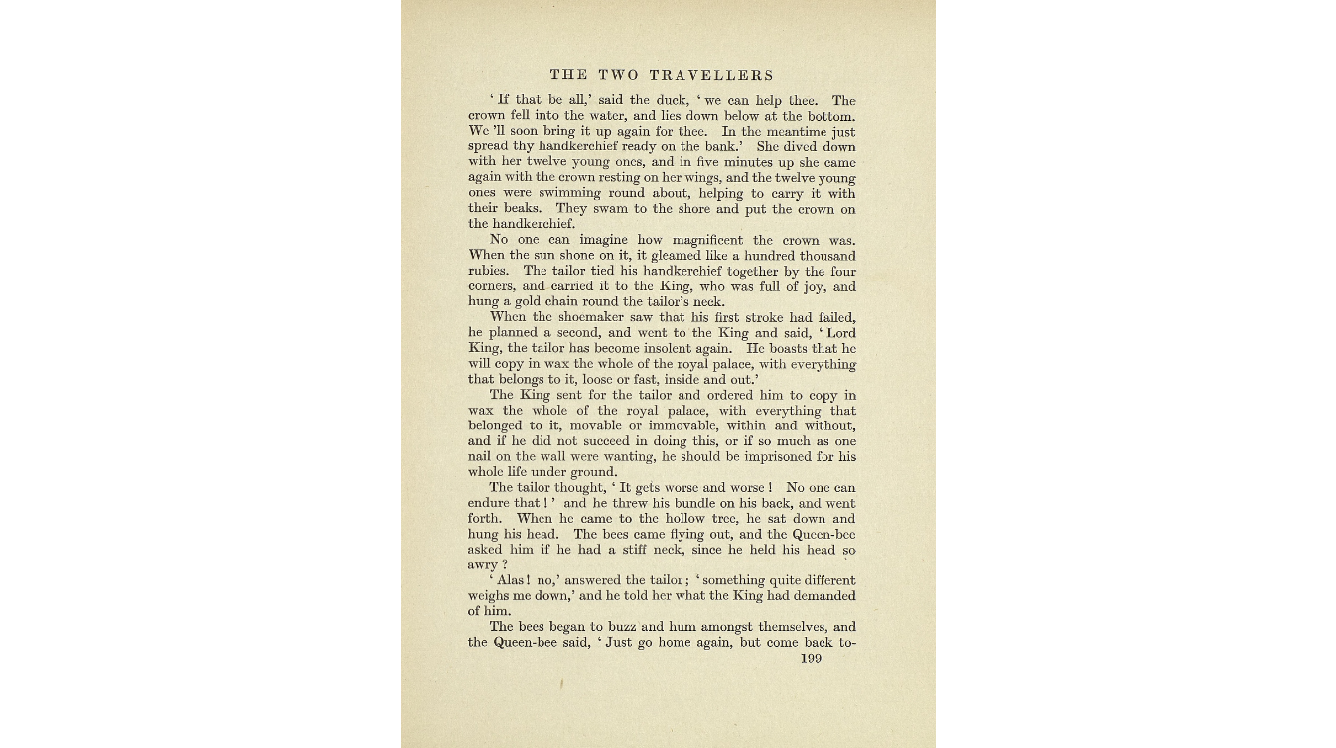 THE TWO TRAVELLERS
‘ If that be all,’ said the duck, ‘ we can help thee. The
crown fell into the water, and lies down below at the bottom.
We ’ll soon bring it up again for thee. In the meantime just
spread thy handkerchief ready on the bank.’ She dived down
with her twelve young ones, and in five minutes up she came
again with the crown resting on her wings, and the twelve young
ones were swimming round about, helping to carry it with
their beaks. They swam to the shore and put the crown on
the handkerchief.
No one can imagine how magnificent the crown was.
When the sun shone on it, it gleamed like a hundred thousand
rubies. The tailor tied his handkerchief together by the four
corners, and carried it to the King, who was full of joy, and
hung a gold chain round the tailor’s neck.
When the shoemaker saw that his first stroke had failed,
he planned a second, and went to the King and said, ‘ Lord
King, the tailor has become insolent again. He boasts that he
will copy in wax the whole of the royal palace, with everything
that belongs to it, loose or fast, inside and out.’
The King sent for the tailor and ordered him to copy in
wax the whole of the royal palace, with everything that
belonged to it, movable or immovable, within and without,
and if he did not succeed in doing this, or if so much as one
nail on the wall were wanting, he should be imprisoned for his
whole life under ground.
The tailor thought, ‘ It gets worse and worse ! No one can
endure that ! ’ and he threw his bundle on his back, and went
forth. When he came to the hollow tree, he sat down and
hung his head. The bees came flying out, and the Queen-bee
asked him if he had a stiff neck, since he held his head so
awry ?
‘ Alas ! no,’ answered the tailor ; ‘ something quite different
weighs me down,’ and he told her what the King had demanded
of him.
The bees began to buzz and hum amongst themselves, and
the Queen-bee said, ‘ Just go home again, but come back to-
199